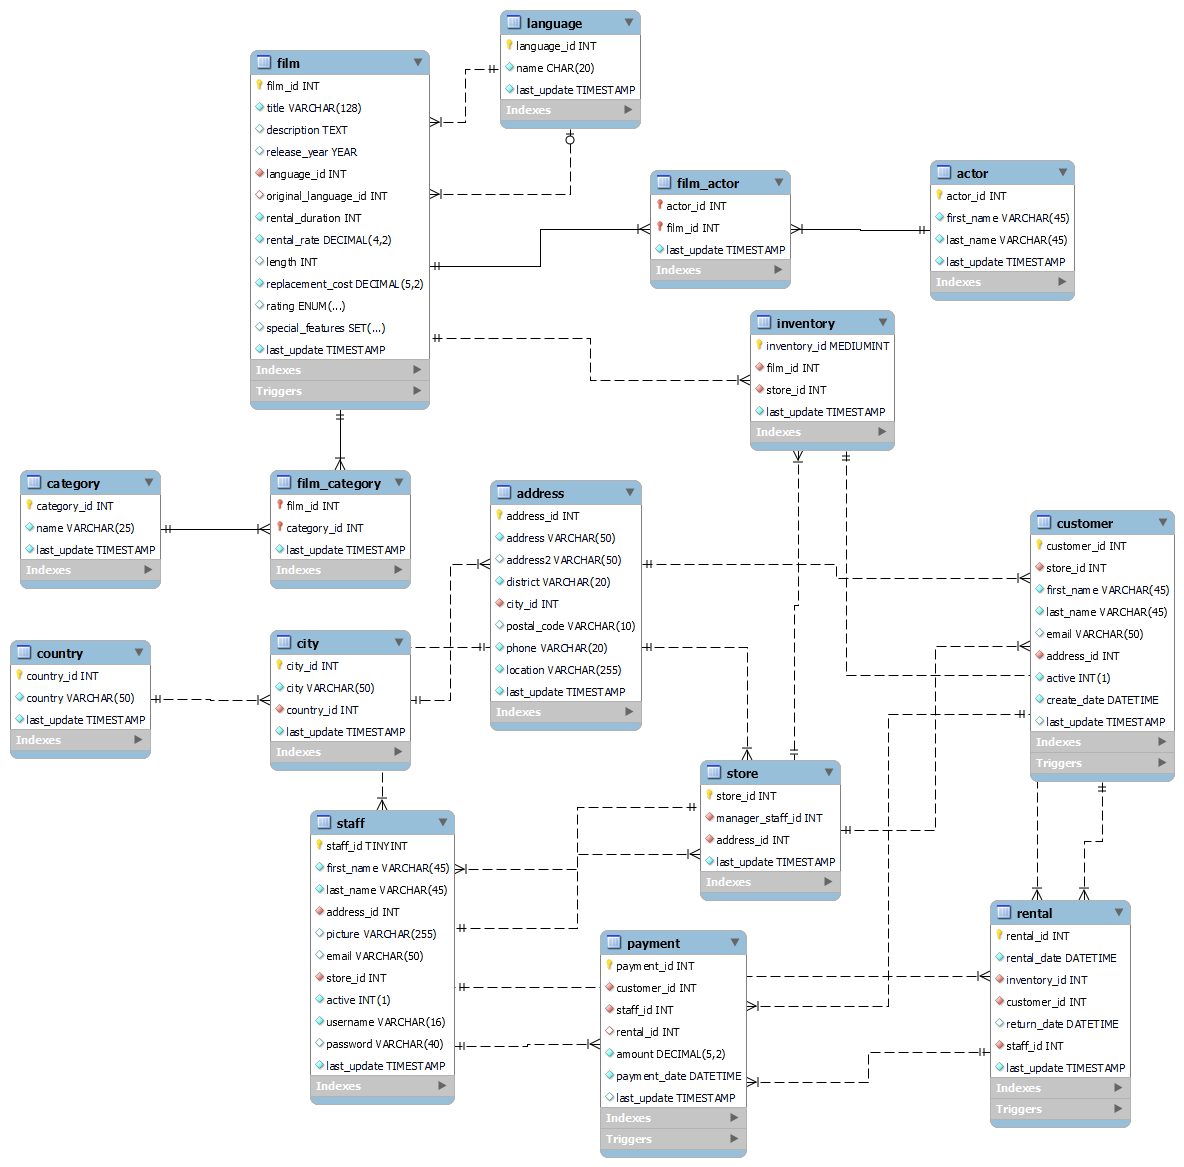 language
language_id INT
name CHAR(20)
last_update TIMESTAMP
Indexes
film
film_id INT
title VARCHAR(128)
description TEXT
release_year YEAR
language_id INT
original_language_id INT
rental_duration INT
rental_rate DECIMAL(4,2)
length INT
replacement_cost DECIMAL(5,2)
rating ENUM(...)
special_features SET(...)
last_update TIMESTAMP
Indexes
Triggers
film_actor
actor_id INT
film_id INT
last_update TIMESTAMP
Indexes
actor
actor_id INT
first_name VARCHAR(45)
last_name VARCHAR(45)
last_update TIMESTAMP
Indexes
inventory
inventory_id MEDIUMINT
film_id INT
store_id INT
last_update TIMESTAMP
Indexes
category
category_id INT
name VARCHAR(25)
last_update TIMESTAMP
Indexes
film_category
film_id INT
category_id INT
last_update TIMESTAMP
Indexes
address
address_id INT
address VARCHAR(50)
address2 VARCHAR(50)
district VARCHAR(20)
city_id INT
postal_code VARCHAR(10)
phone VARCHAR(20)
location VARCHAR(255)
last_update TIMESTAMP
Indexes
customer
customer_id INT
store_id INT
first_name VARCHAR(45)
last_name VARCHAR(45)
email VARCHAR(50)
address_id INT
active INT(1)
create_date DATETIME
last_update TIMESTAMP
Indexes
Triggers
country
country_id INT
country VARCHAR(50)
last_update TIMESTAMP
Indexes
city
city_id INT
city VARCHAR(50)
country_id INT
last_update TIMESTAMP
Indexes
store
store_id INT
manager_staff_id INT
address_id INT
last_update TIMESTAMP
Indexes
staff
staff_id TINYINT
first_name VARCHAR(45)
last_name VARCHAR(45)
address_id INT
picture VARCHAR(255)
email VARCHAR(50)
store_id INT
active INT(1)
username VARCHAR(16)
password VARCHAR(40)
last_update TIMESTAMP
Indexes
payment
payment_id INT
customer_id INT
staff_id INT
rental_id INT
amount DECIMAL(5,2)
payment_date DATETIME
last_update TIMESTAMP
Indexes
Triggers
rental
rental_id INT
rental_date DATETIME
inventory_id INT
customer_id INT
return_date DATETIME
staff_id INT
last_update TIMESTAMP
Indexes
Triggers